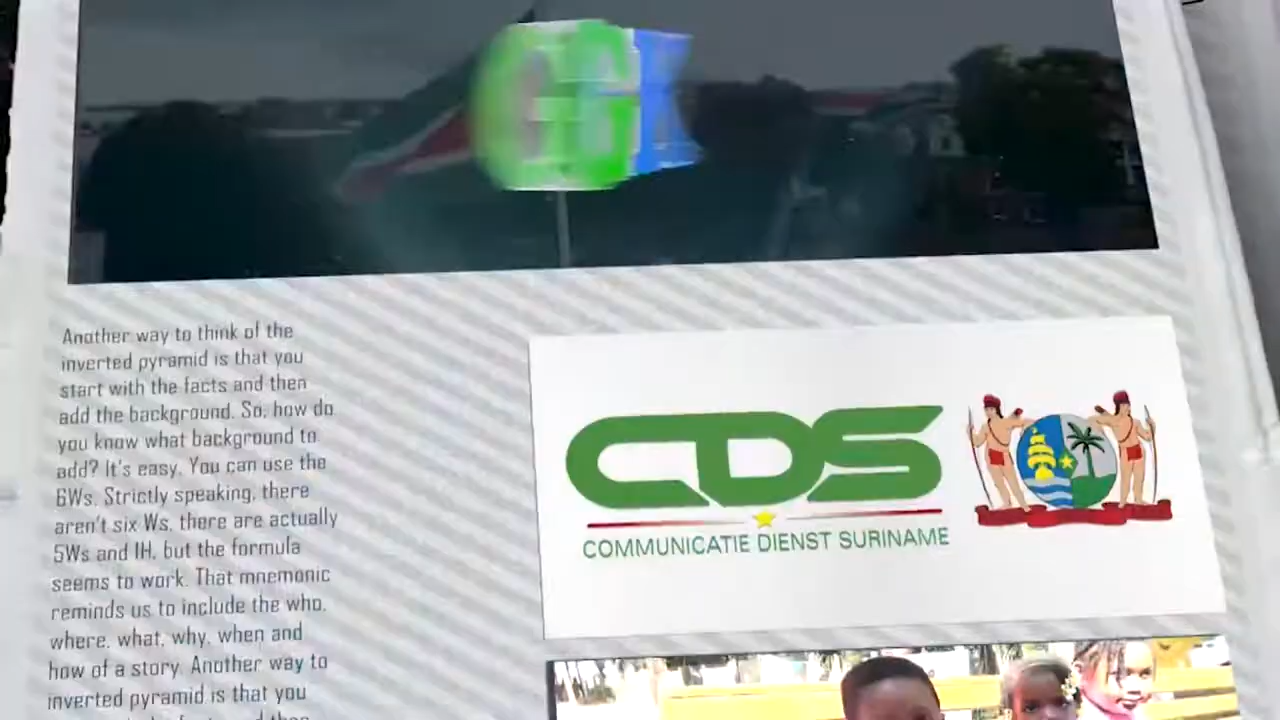 Another way to think of the
inverted pyramid is that you
start with the facts and then
add the background. So, how do
you know what background to
add? It's easy. You can use the
6Ws. Strictly speaking, there
aren't six Ws, there are actually
5Ws and 1H, but the formula
seems to work. That mnemonic
reminds us to include the who,
where, what, why, when and
how of a story. Another way to
inverted pyramid is that you
CDS
COMMUNICATIE DIENST SURINAME